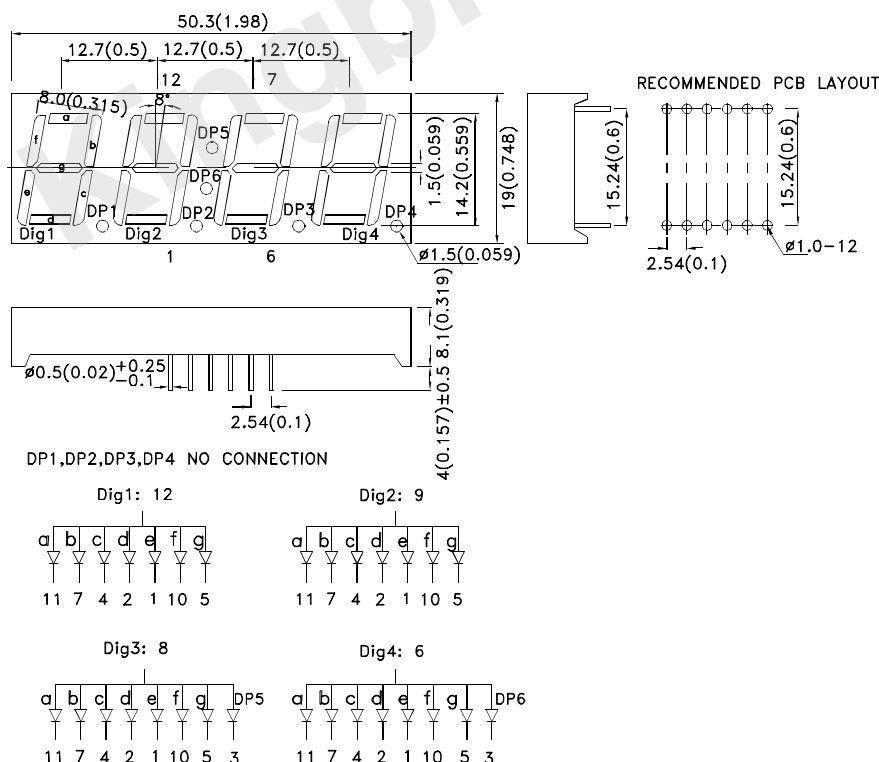 Kingbr
50.3(1.98)
12.7(0.5) 12.7(0.5) 12.7(0.5)
12 7
8.0(0.315)
8°
a
f
b
g
e
c
d
DP5
DP6
DP1 DP2 DP3 DP4
Dig1 Dig2 Dig3 Dig4
1 6
1.5(0.059)
14.2(0.559)
19(0.748)
ø1.5(0.059)
RECOMMENDED PCB LAYOUT
15.24(0.6)
15.24(0.6)
2.54(0.1)
ø1.0-12
8.1(0.319)
4(0.157)±0.5
ø0.5(0.02)+0.25
-0.1
2.54(0.1)
DP1,DP2,DP3,DP4 NO CONNECTION
Dig1: 12
a b c d e f g
11 7 4 2 1 10 5
Dig2: 9
a b c d e f g
11 7 4 2 1 10 5
Dig3: 8
a b c d e f g DP5
11 7 4 2 1 10 5 3
Dig4: 6
a b c d e f g DP6
11 7 4 2 1 10 5 3